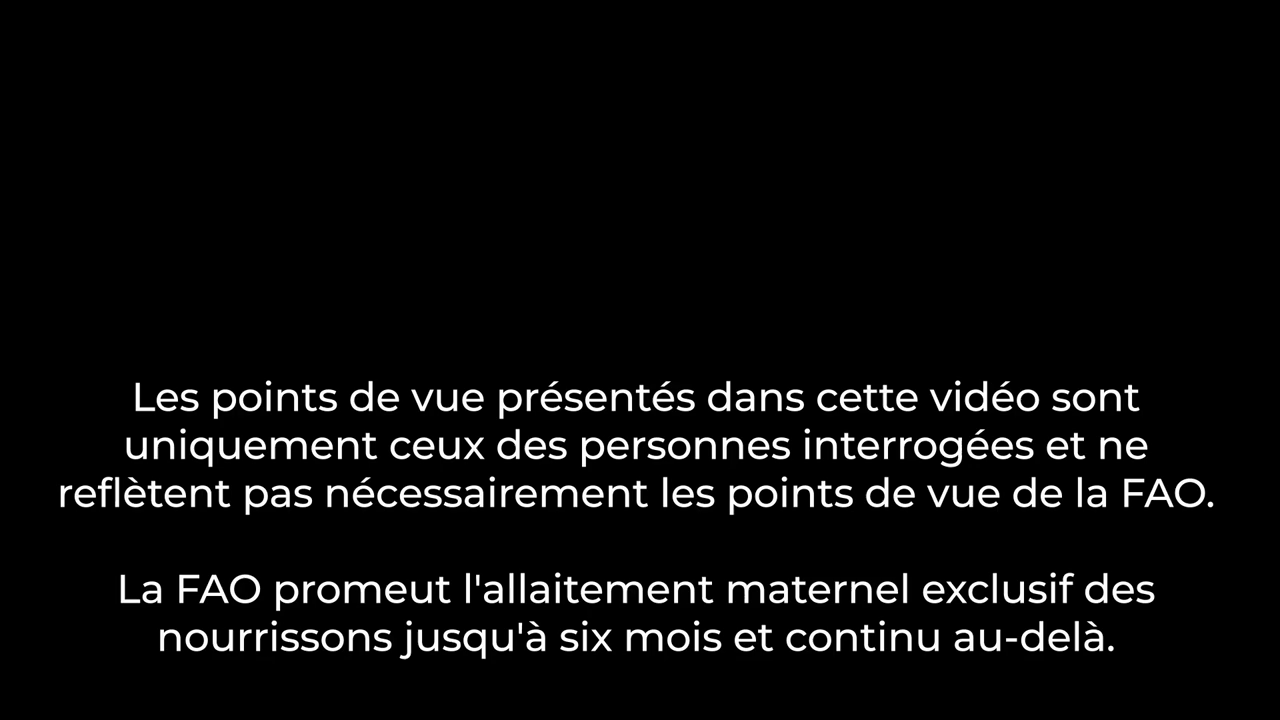 Les points de vue présentés dans cette vidéo sont
uniquement ceux des personnes interrogées et ne
reflètent pas nécessairement les points de vue de la FAO.
La FAO promeut l'allaitement maternel exclusif des
nourrissons jusqu'à six mois et continu au-delà.